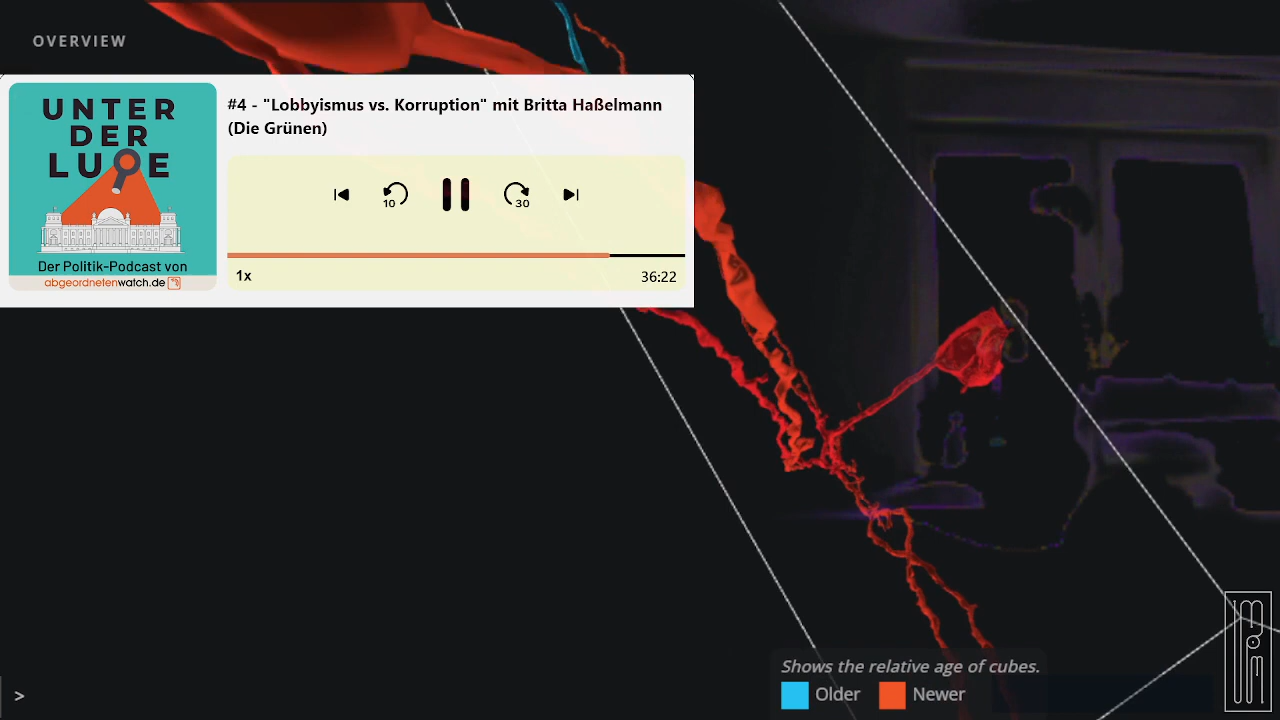 OVERVIEW
UNTER
DER
LUPE
Der Politik-Podcast von
abgeordnetenwatch.de
#4 - "Lobbyismus vs. Korruption" mit Britta Haßelmann
(Die Grünen)
10
30
1x
36:22
Shows the relative age of cubes.
Older
Newer
>